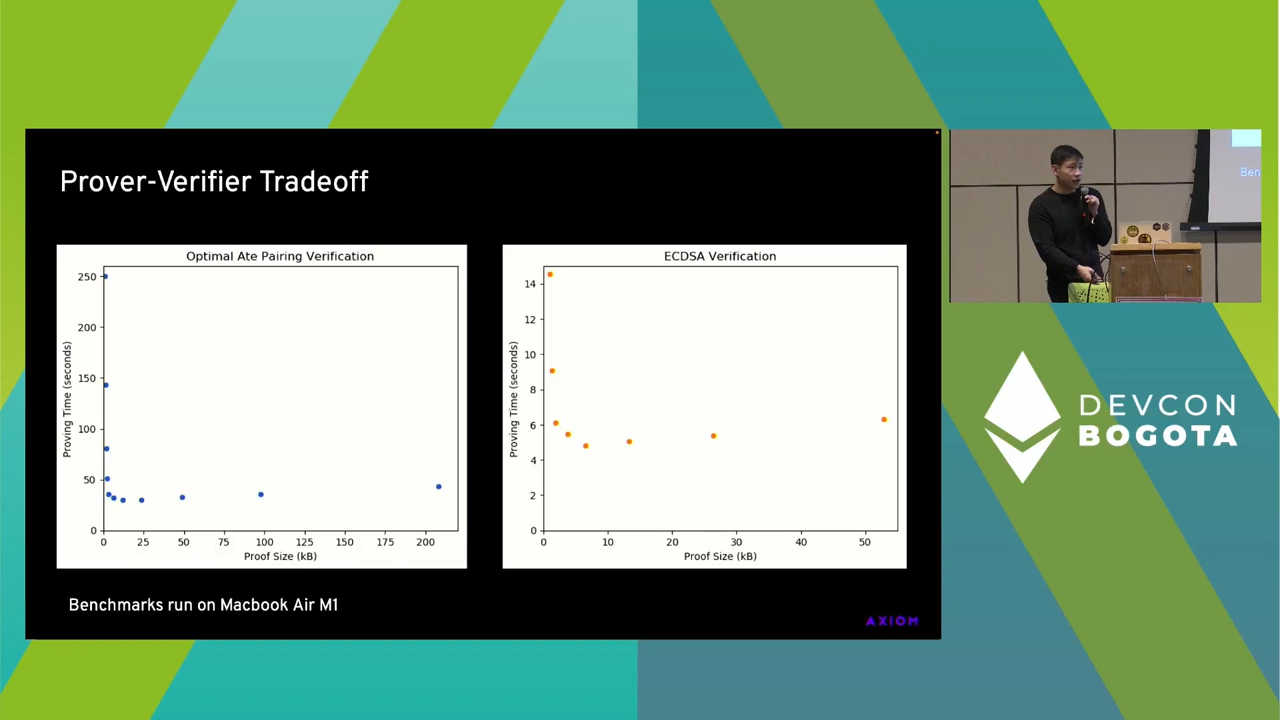 Prover-Verifier Tradeoff
Optimal Ate Pairing Verification
250
200
150
100
50
0
Proving Time (seconds)
0 25 50 75 100 125 150 175 200
Proof Size (kB)
ECDSA Verification
14
12
10
8
6
4
2
0
Proving Time (seconds)
0 10 20 30 40 50
Proof Size (kB)
Benchmarks run on Macbook Air M1
AXIOM
Ben
DEVCON
BOGOTA